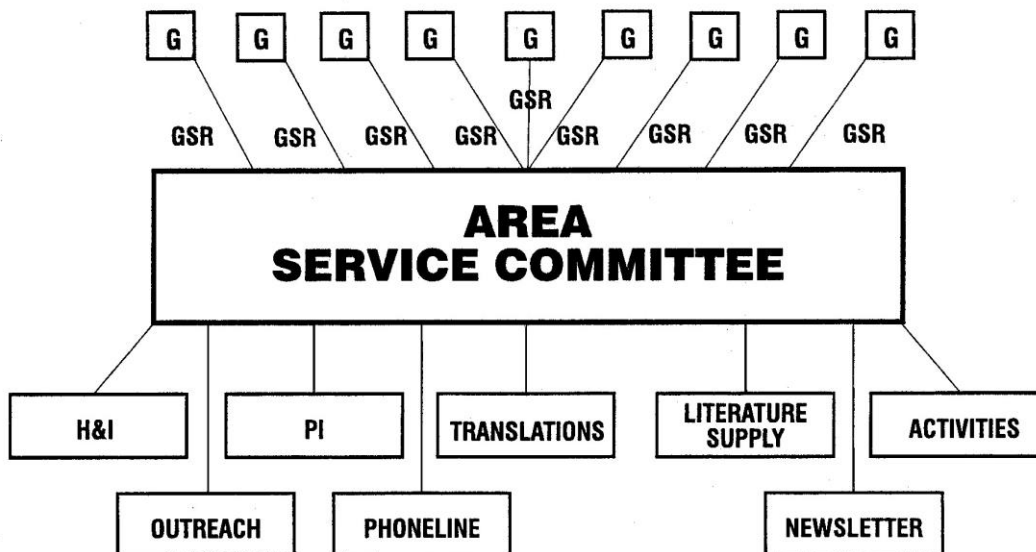 G G G G G G G G G
GSR
GSR GSR GSR GSR GSR GSR GSR GSR
AREA
SERVICE COMMITTEE
H&I
PI
TRANSLATIONS
LITERATURE
SUPPLY
ACTIVITIES
OUTREACH
PHONELINE
NEWSLETTER